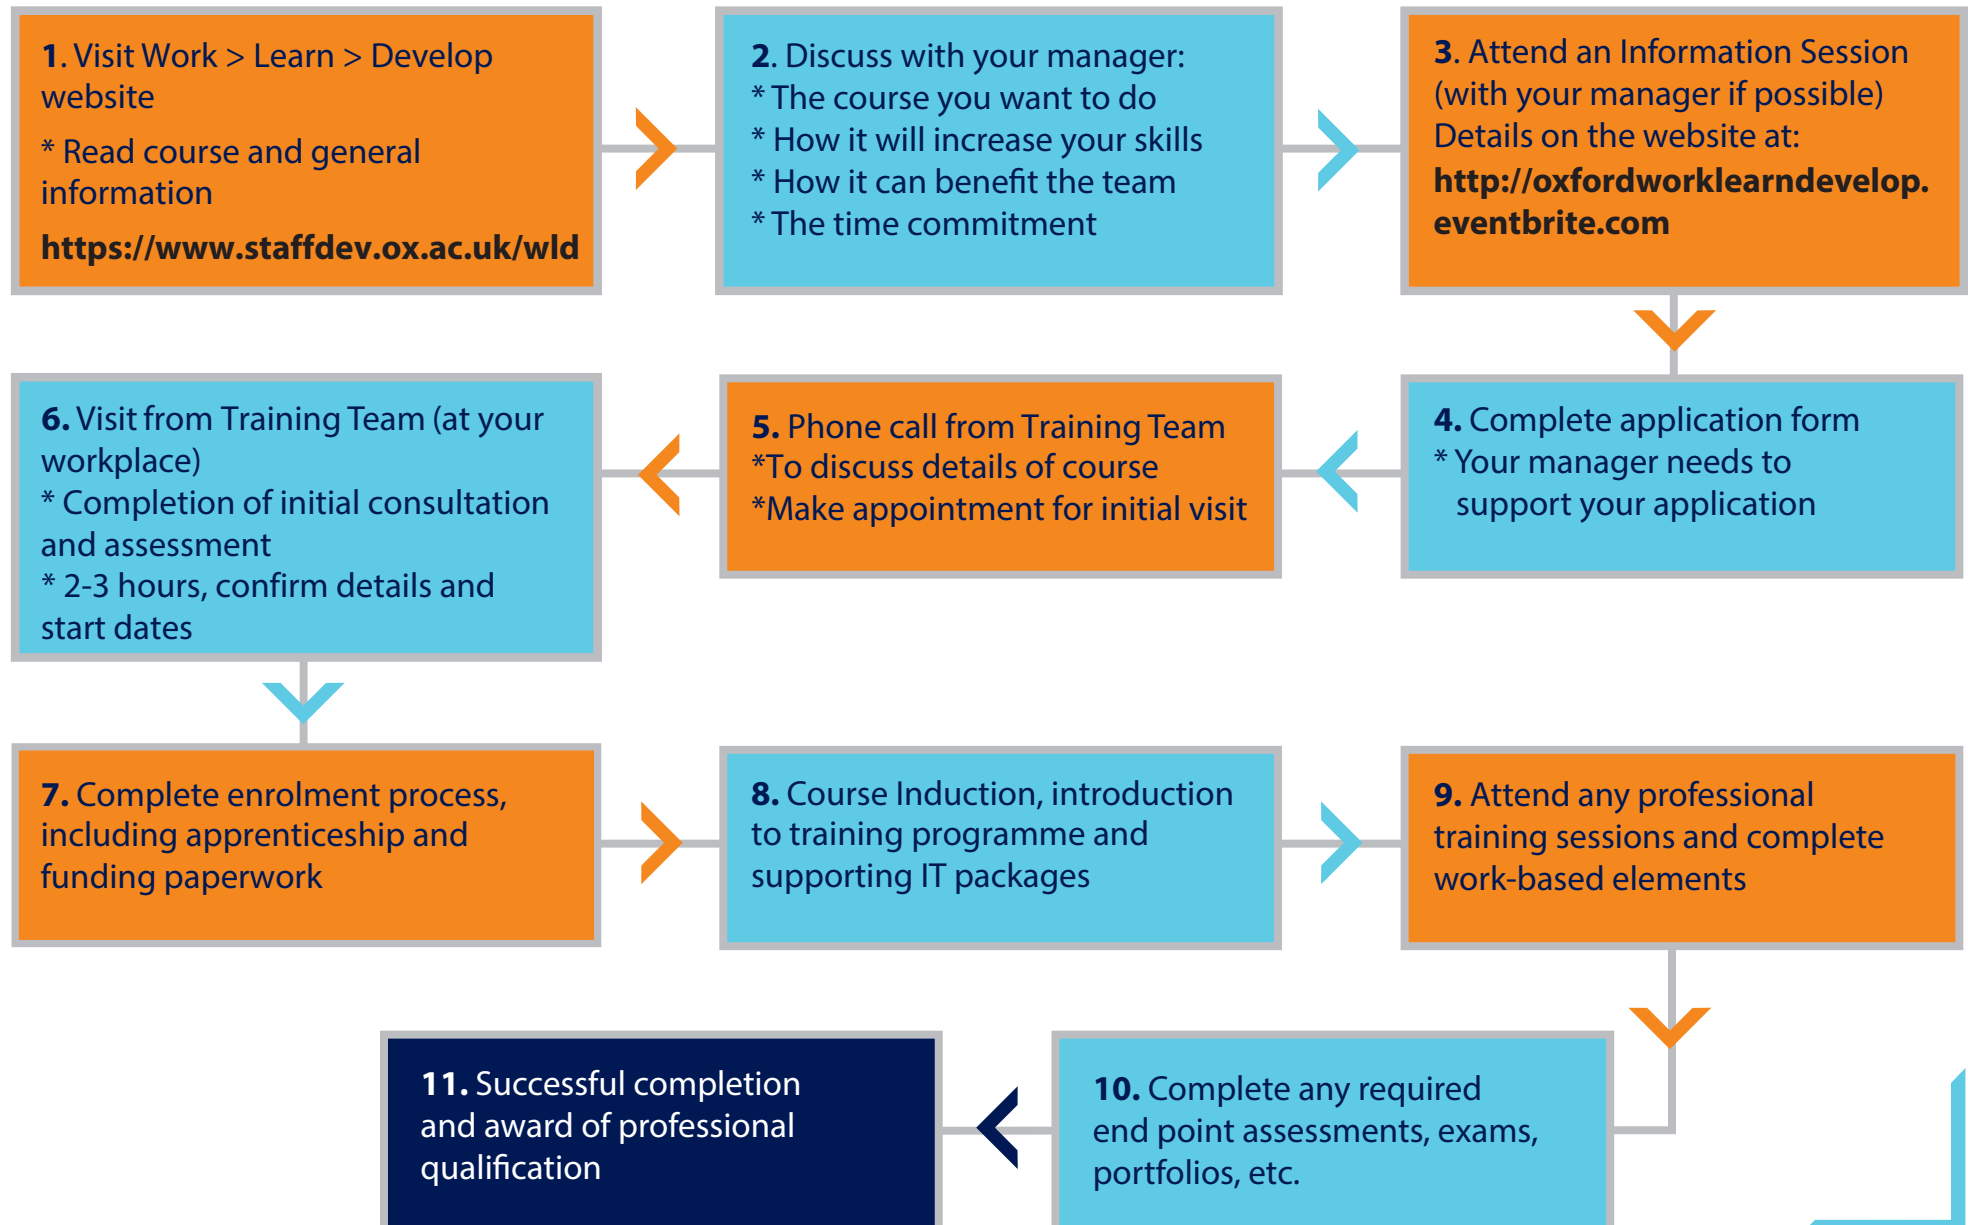 1. Visit Work > Learn > Develop
website
* Read course and general
information
https://www.staffdev.ox.ac.uk/wld
2. Discuss with your manager:
* The course you want to do
* How it will increase your skills
* How it can benefit the team
* The time commitment
3. Attend an Information Session
(with your manager if possible)
Details on the website at:
http://oxfordworklearndevelop.
eventbrite.com
4. Complete application form
* Your manager needs to
support your application
5. Phone call from Training Team
*To discuss details of course
*Make appointment for initial visit
6. Visit from Training Team (at your
workplace)
* Completion of initial consultation
and assessment
* 2-3 hours, confirm details and
start dates
7. Complete enrolment process,
including apprenticeship and
funding paperwork
8. Course Induction, introduction
to training programme and
supporting IT packages
9. Attend any professional
training sessions and complete
work-based elements
10. Complete any required
end point assessments, exams,
portfolios, etc.
11. Successful completion
and award of professional
qualification